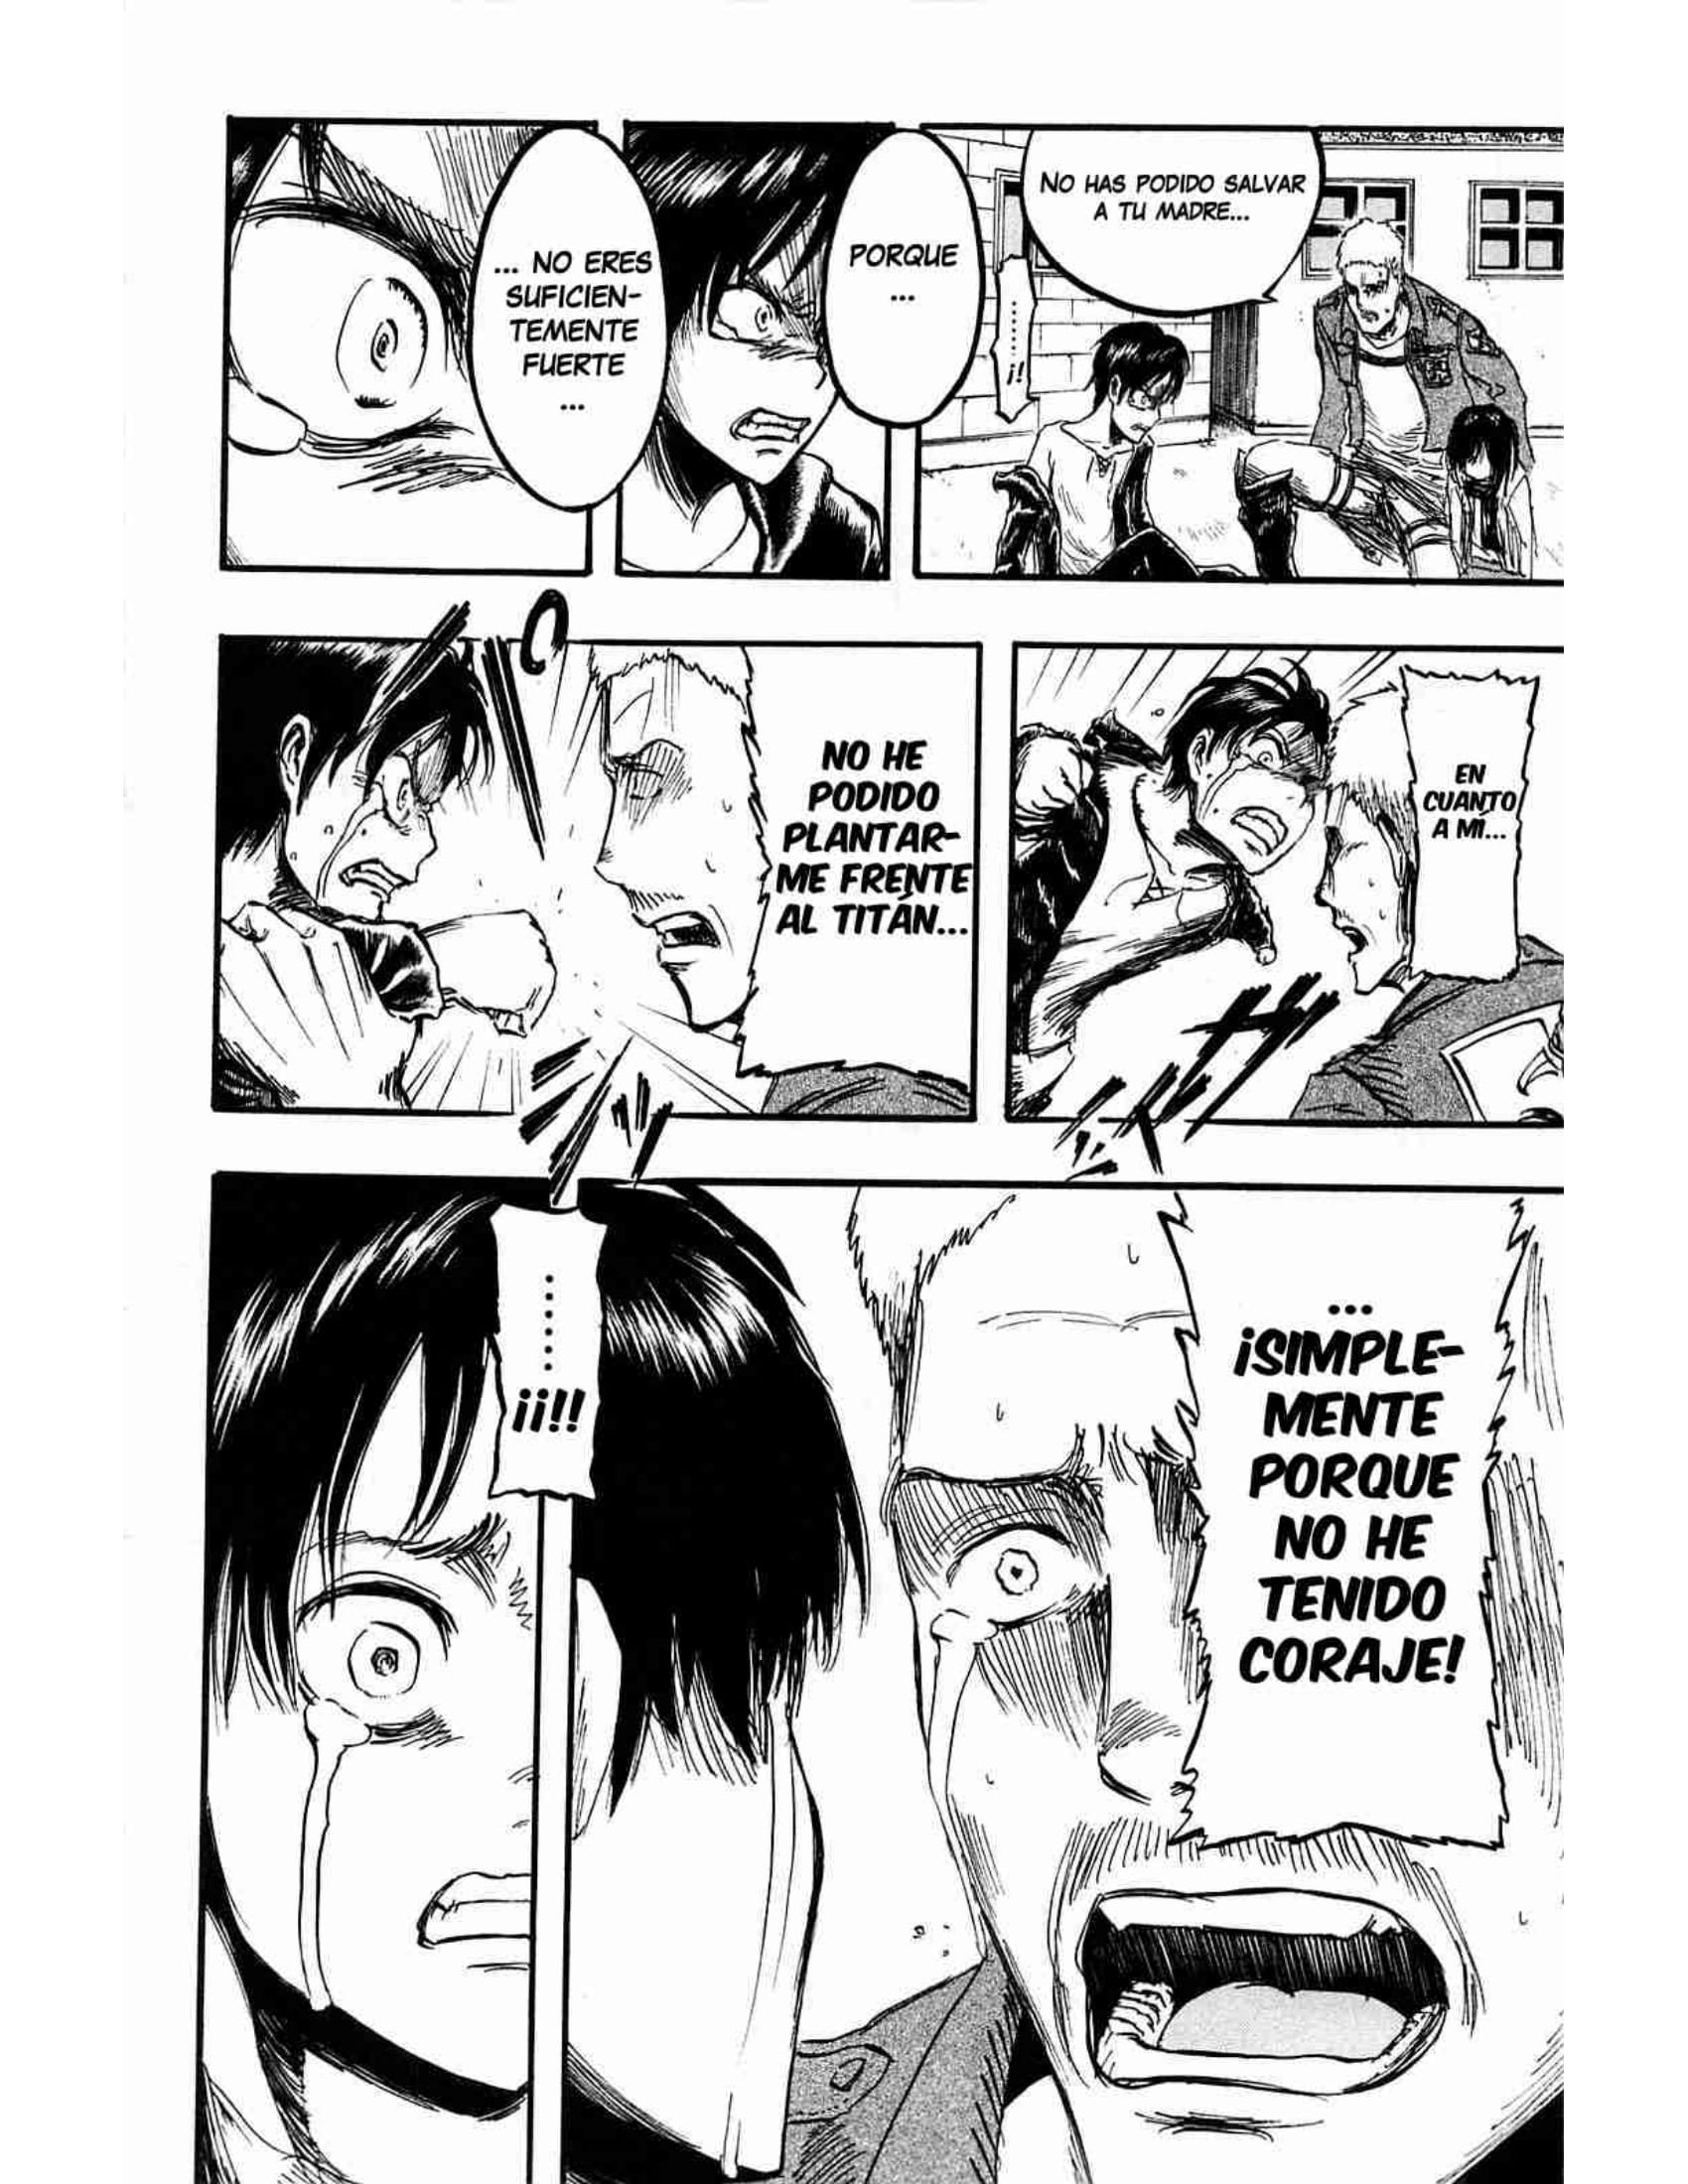 NO HAS PODIDO SALVAR
A TU MADRE...
......
¡!
PORQUE
...
... NO ERES
SUFICIEN-
TEMENTE
FUERTE
...
EN
CUANTO
A MÍ...
NO HE
PODIDO
PLANTAR-
ME FRENTE
AL TITÁN...
...
¡SIMPLE-
MENTE
PORQUE
NO HE
TENIDO
CORAJE!
......
¡¡!!